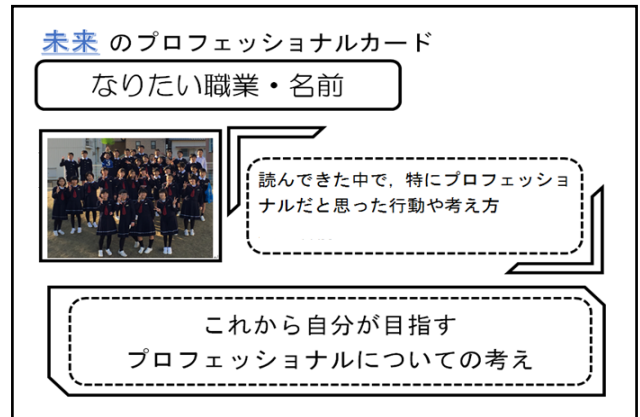 未来 のプロフェッショナルカード
なりたい職業・名前
読んできた中で，特にプロフェッショ
ナルだと思った行動や考え方
これから自分が目指す
プロフェッショナルについての考え